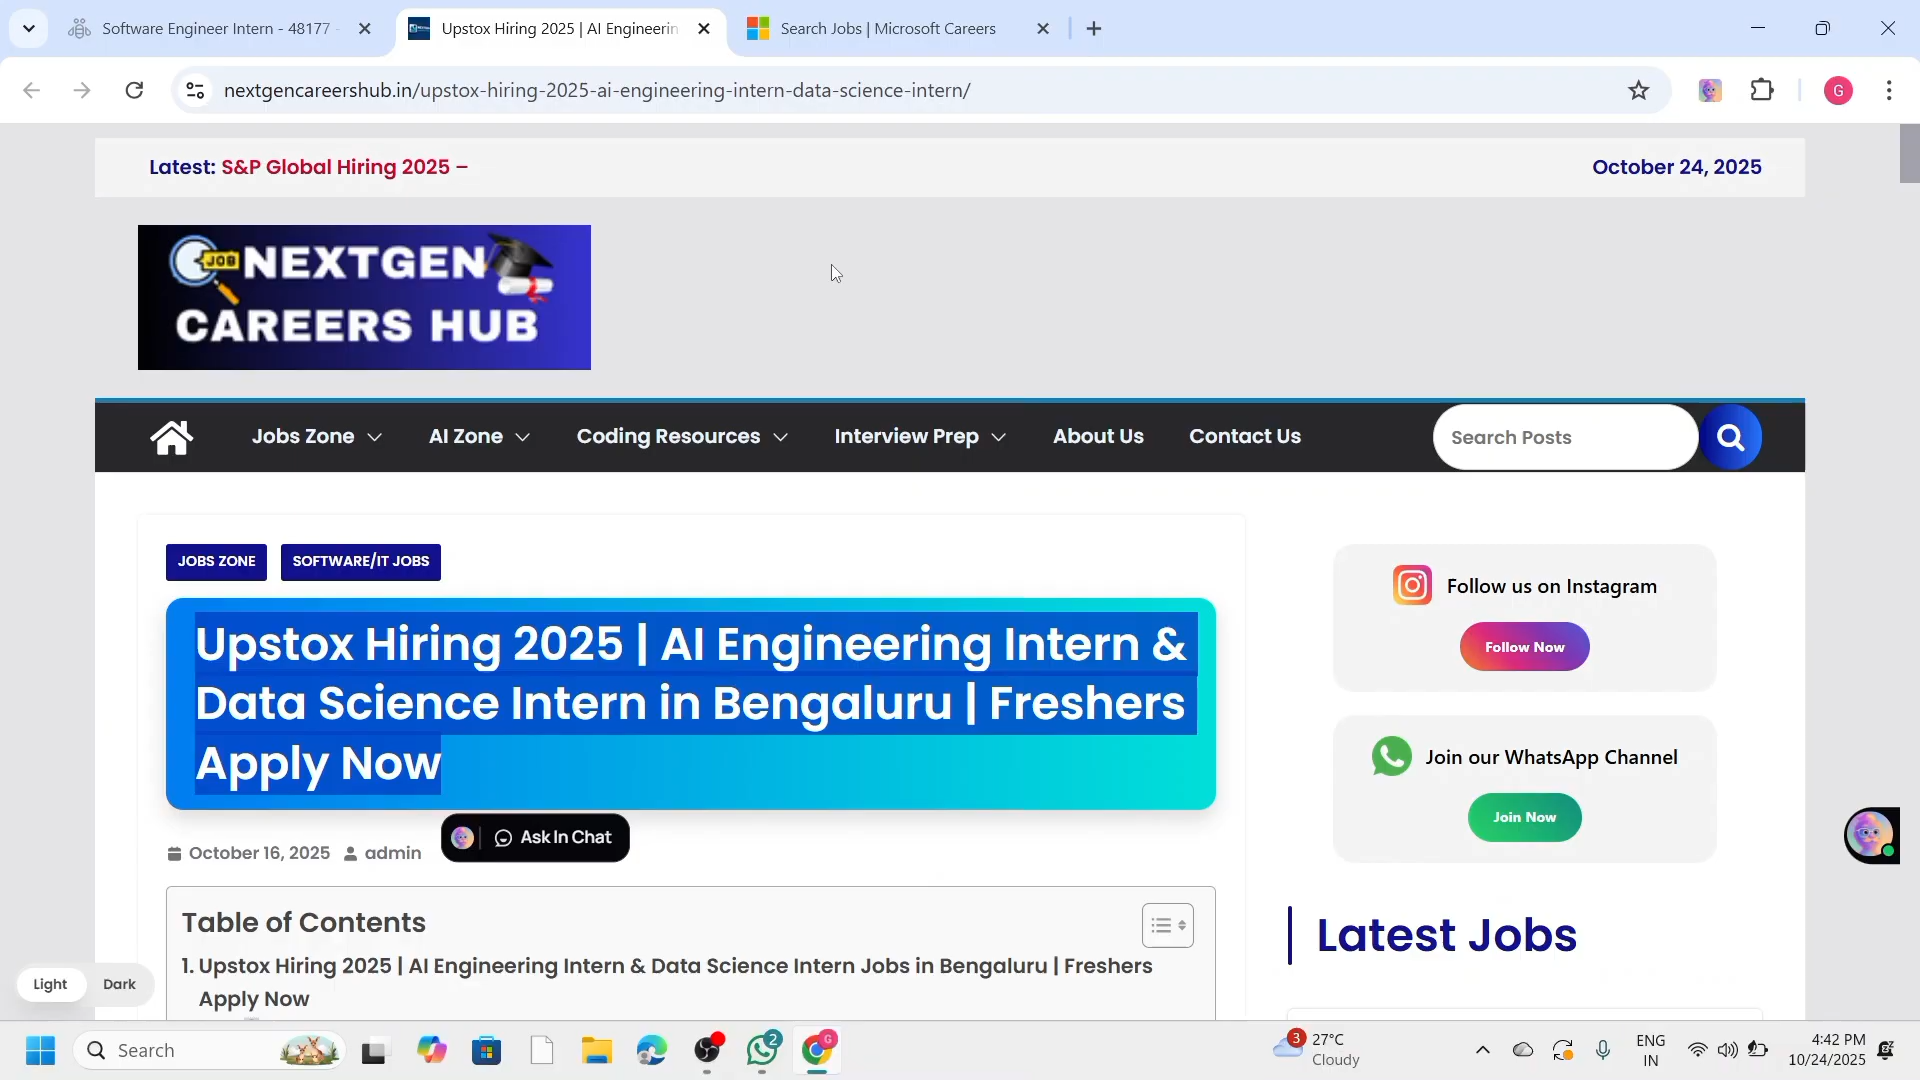 Software Engineer Intern - 48177 -
Upstox Hiring 2025 | AI Engineerin
Search Jobs | Microsoft Careers
nextgencareershub.in/upstox-hiring-2025-ai-engineering-intern-data-science-intern/
G
Latest: S&P Global Hiring 2025 –
October 24, 2025
JOB NEXTGEN
CAREERS HUB
Jobs Zone
AI Zone
Coding Resources
Interview Prep
About Us
Contact Us
Search Posts
JOBS ZONE
SOFTWARE/IT JOBS
Upstox Hiring 2025 | AI Engineering Intern &
Data Science Intern in Bengaluru | Freshers
Apply Now
Ask In Chat
October 16, 2025
admin
Table of Contents
1. Upstox Hiring 2025 | AI Engineering Intern & Data Science Intern Jobs in Bengaluru | Freshers
Apply Now
Follow us on Instagram
Follow Now
Join our WhatsApp Channel
Join Now
Latest Jobs
Light
Dark
Search
2
G
3
27°C
Cloudy
ENG
IN
4:42 PM
10/24/2025